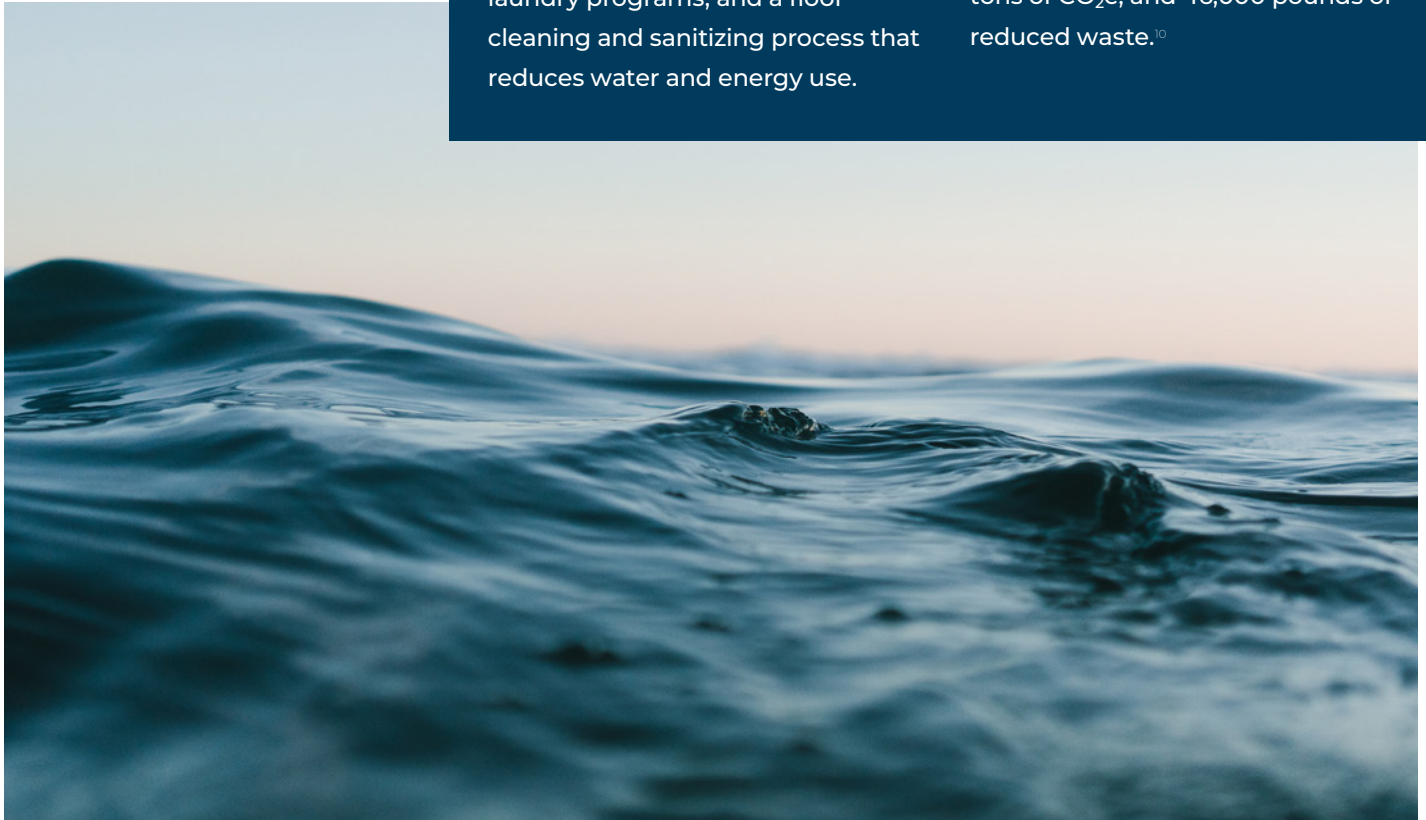 laundry programs, and a floor
cleaning and sanitizing process that
reduces water and energy use.
tons of CO₂e, and
pounds of
reduced waste.¹⁰